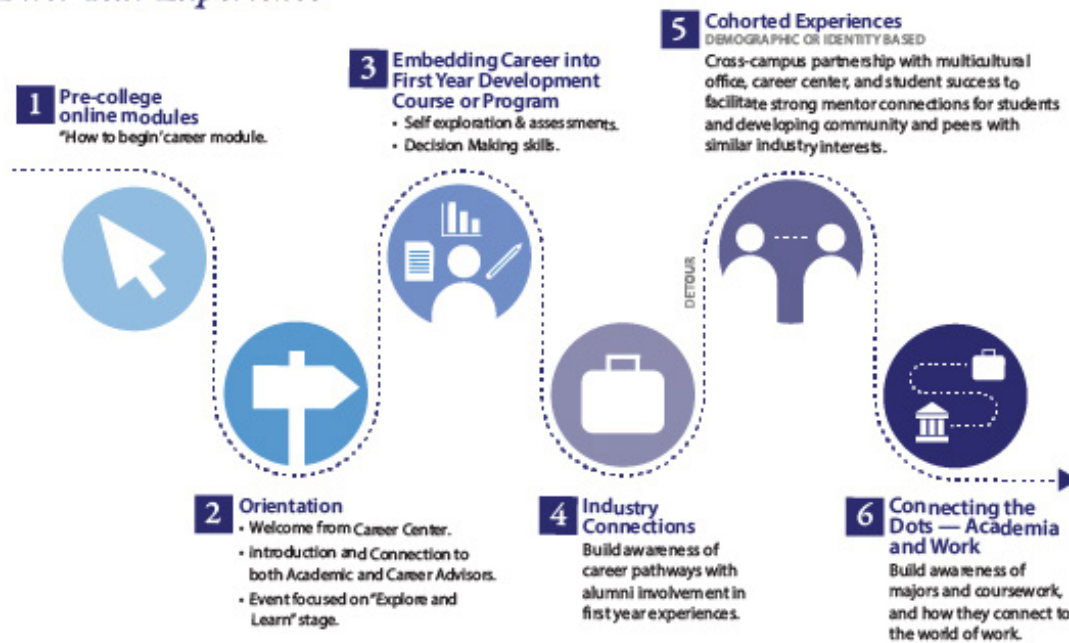 1 Pre-college
online modules
"How to begin' career module.
2 Orientation
• Welcome from Career Center.
• Introduction and Connection to
both Academic and Career Advisors.
• Event focused on "Explore and
Learn" stage.
3 Embedding Career into
First Year Development
Course or Program
• Self exploration & assessments.
• Decision Making skills.
4 Industry
Connections
Build awareness of
career pathways with
alumni involvement in
first year experiences.
DETOUR
5 Cohorted Experiences
DEMOGRAPHIC OR IDENTITY BASED
Cross-campus partnership with multicultural
office, career center, and student success to
facilitate strong mentor connections for students
and developing community and peers with
similar industry interests.
6 Connecting the
Dots — Academia
and Work
Build awareness of
majors and coursework,
and how they connect to
the world of work.